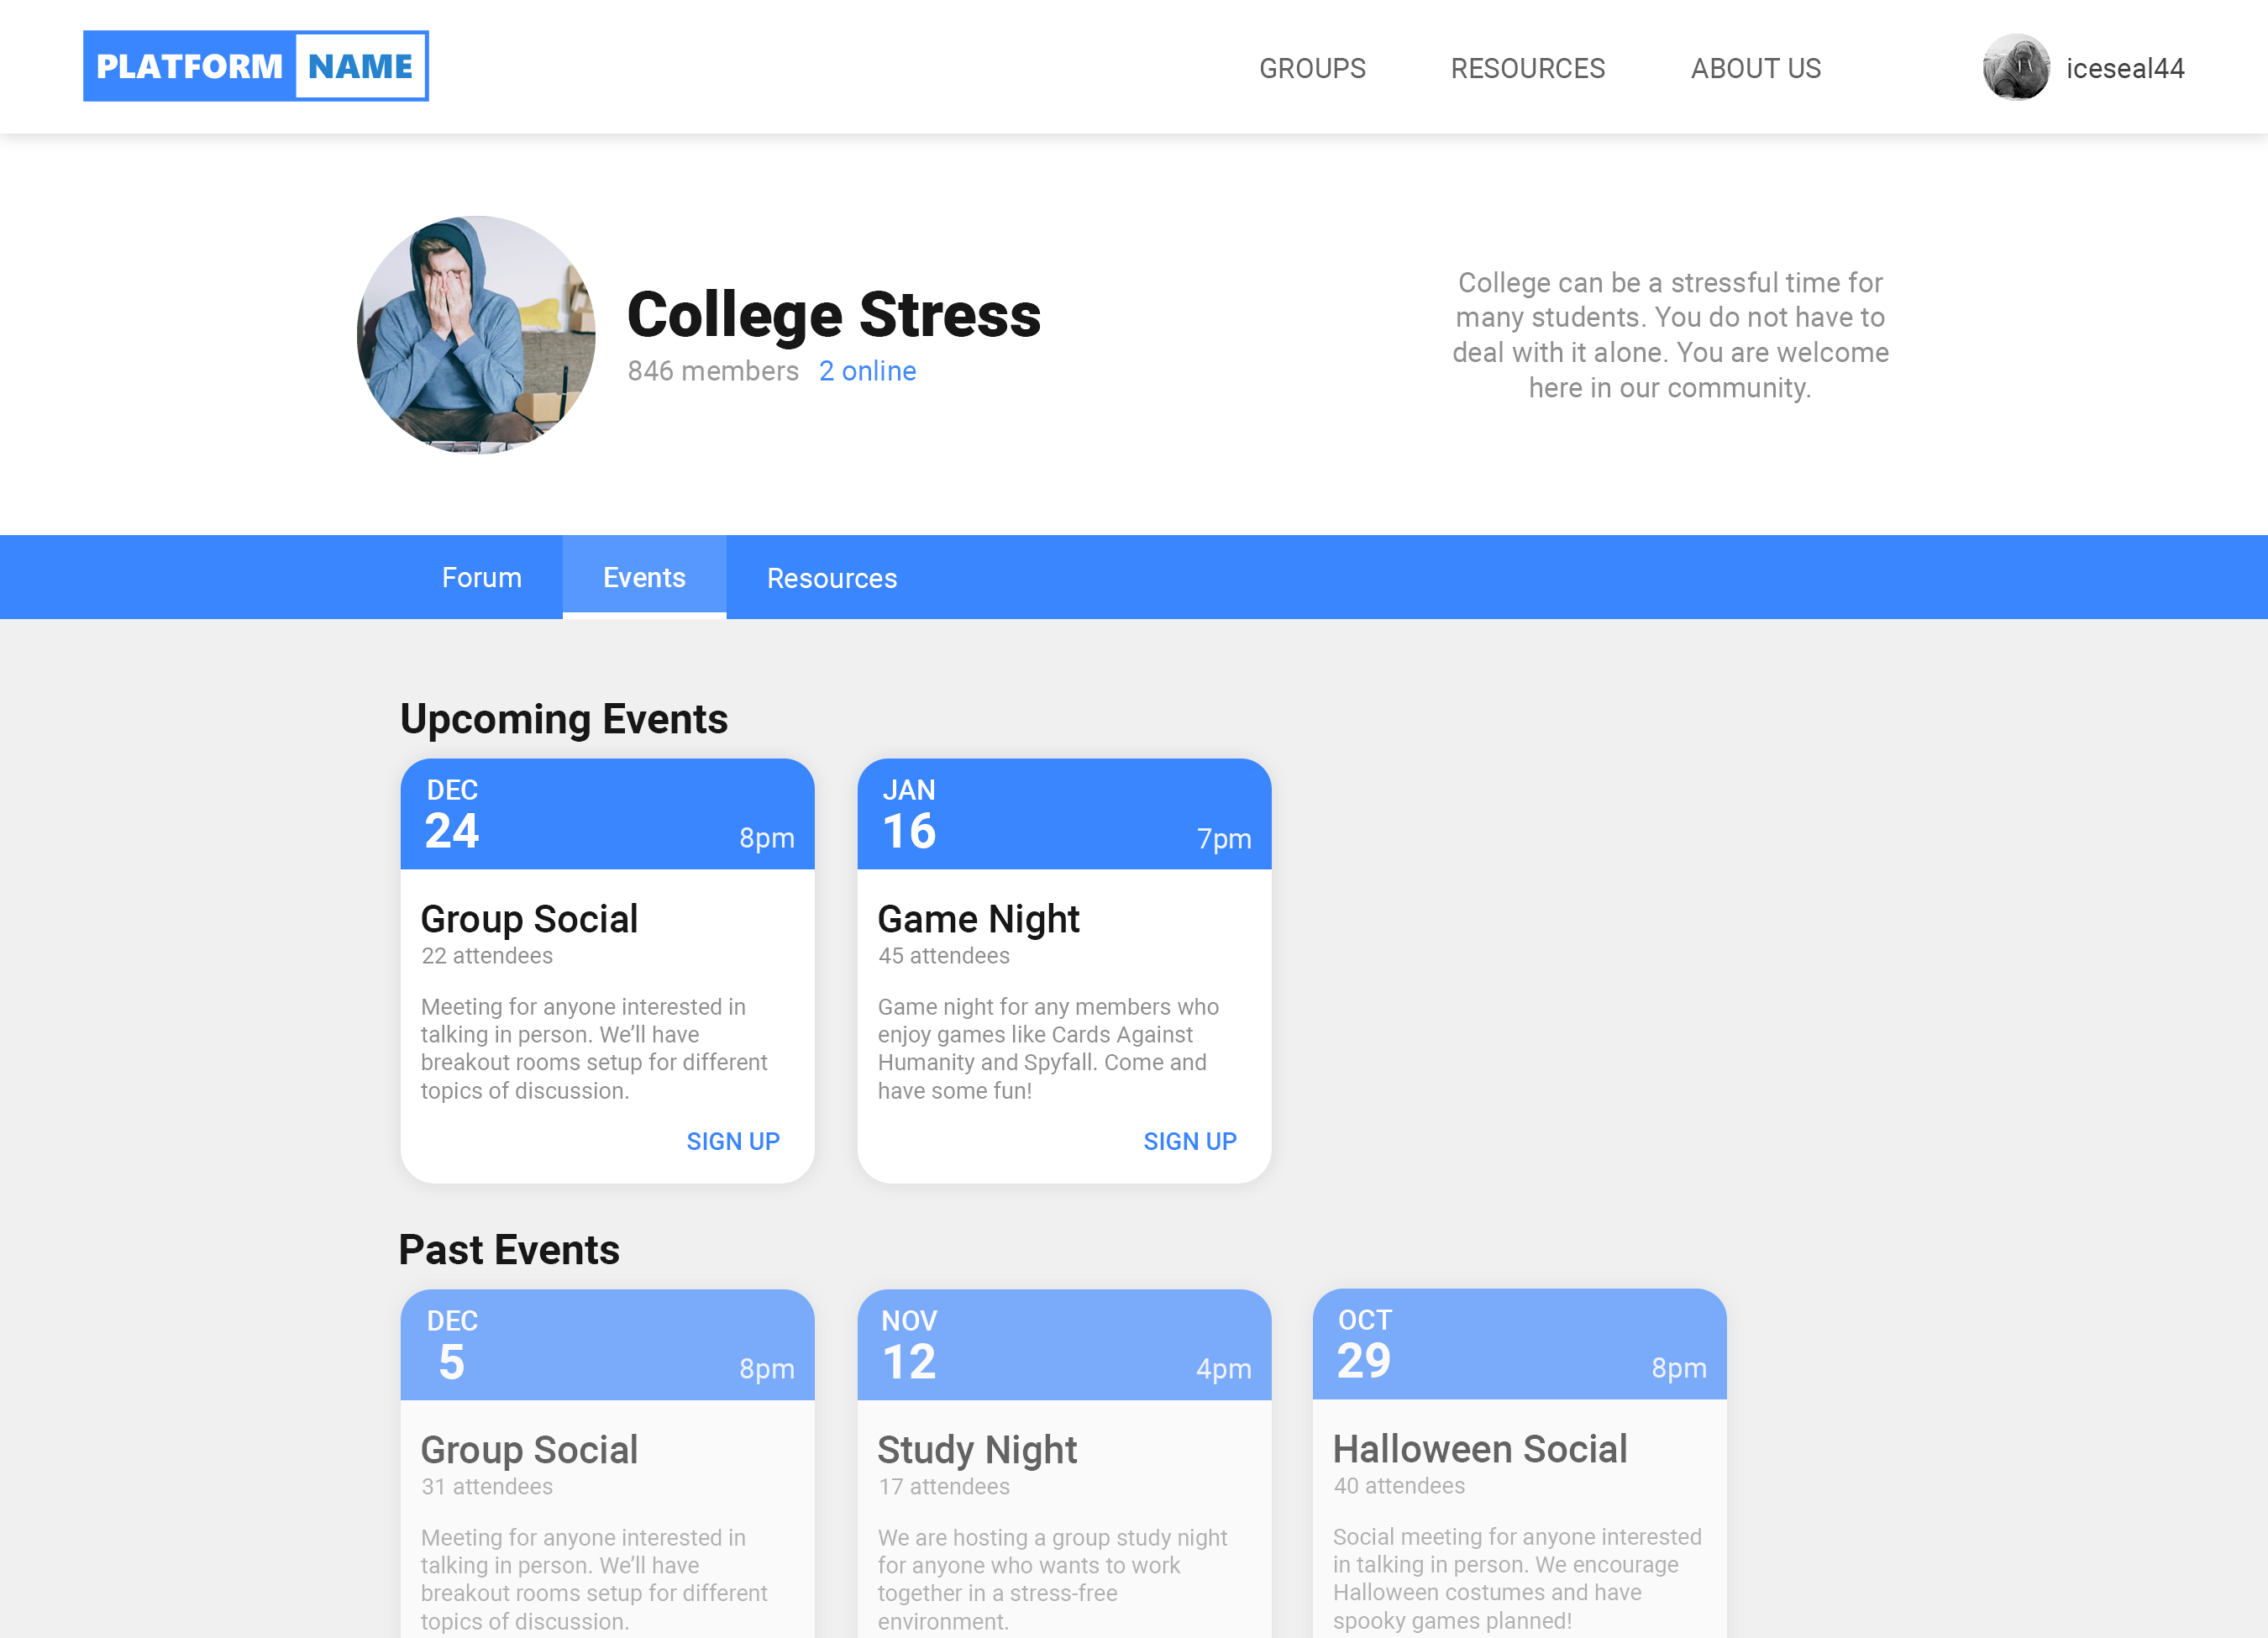 PLATFORM NAME
GROUPS
RESOURCES
ABOUT US
iceseal44
College Stress
846 members 2 online
College can be a stressful time for
many students. You do not have to
deal with it alone. You are welcome
here in our community.
Forum
Events
Resources
Upcoming Events
DEC
24
8pm
Group Social
22 attendees
Meeting for anyone interested in
talking in person. We’ll have
breakout rooms setup for different
topics of discussion.
SIGN UP
JAN
16
7pm
Game Night
45 attendees
Game night for any members who
enjoy games like Cards Against
Humanity and Spyfall. Come and
have some fun!
SIGN UP
Past Events
DEC
5
8pm
Group Social
31 attendees
Meeting for anyone interested in
talking in person. We’ll have
breakout rooms setup for different
topics of discussion.
NOV
12
4pm
Study Night
17 attendees
We are hosting a group study night
for anyone who wants to work
together in a stress-free
environment.
OCT
29
8pm
Halloween Social
40 attendees
Social meeting for anyone interested
in talking in person. We encourage
Halloween costumes and have
spooky games planned!